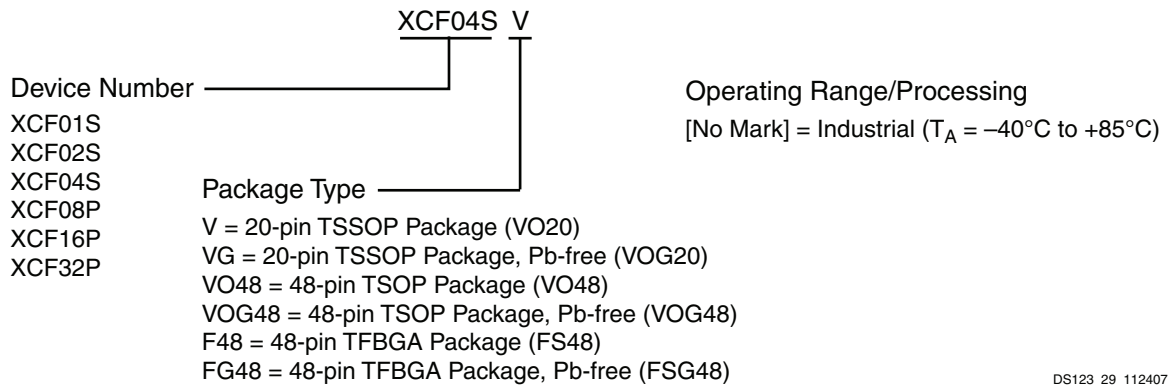 XCF04S V
Device Number
XCF01S
XCF02S
XCF04S
XCF08P
XCF16P
XCF32P
Package Type
V = 20-pin TSSOP Package (VO20)
VG = 20-pin TSSOP Package, Pb-free (VOG20)
VO48 = 48-pin TSOP Package (VO48)
VOG48 = 48-pin TSOP Package, Pb-free (VOG48)
F48 = 48-pin TFBGA Package (FS48)
FG48 = 48-pin TFBGA Package, Pb-free (FSG48)
Operating Range/Processing
[No Mark] = Industrial (TA = –40°C to +85°C)
DS123_29_112407